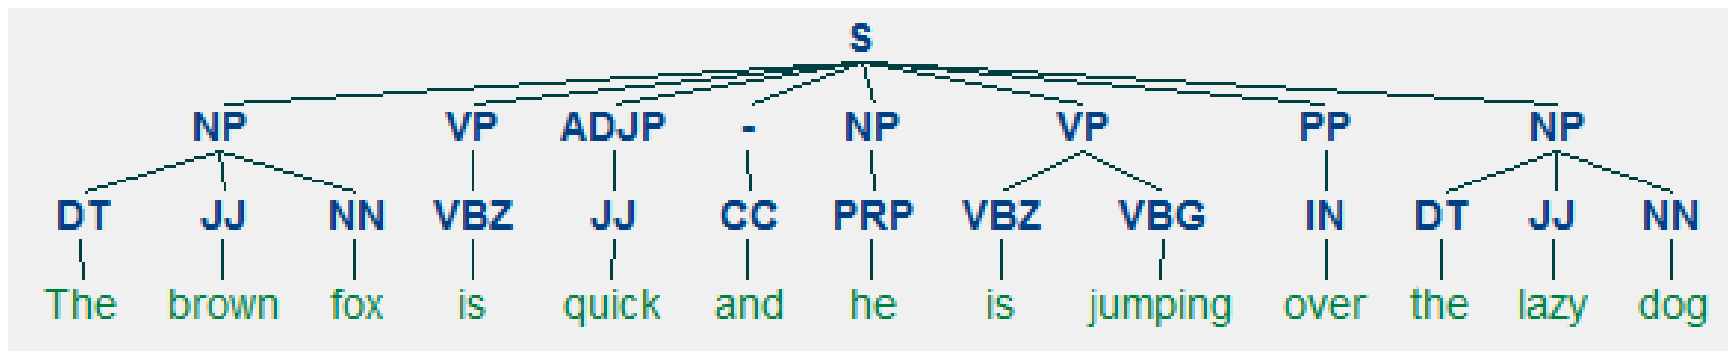 S
NP VP ADJP - NP VP PP NP
DT JJ NN VBZ JJ CC PRP VBZ VBG IN DT JJ NN
The brown fox is quick and he is jumping over the lazy dog